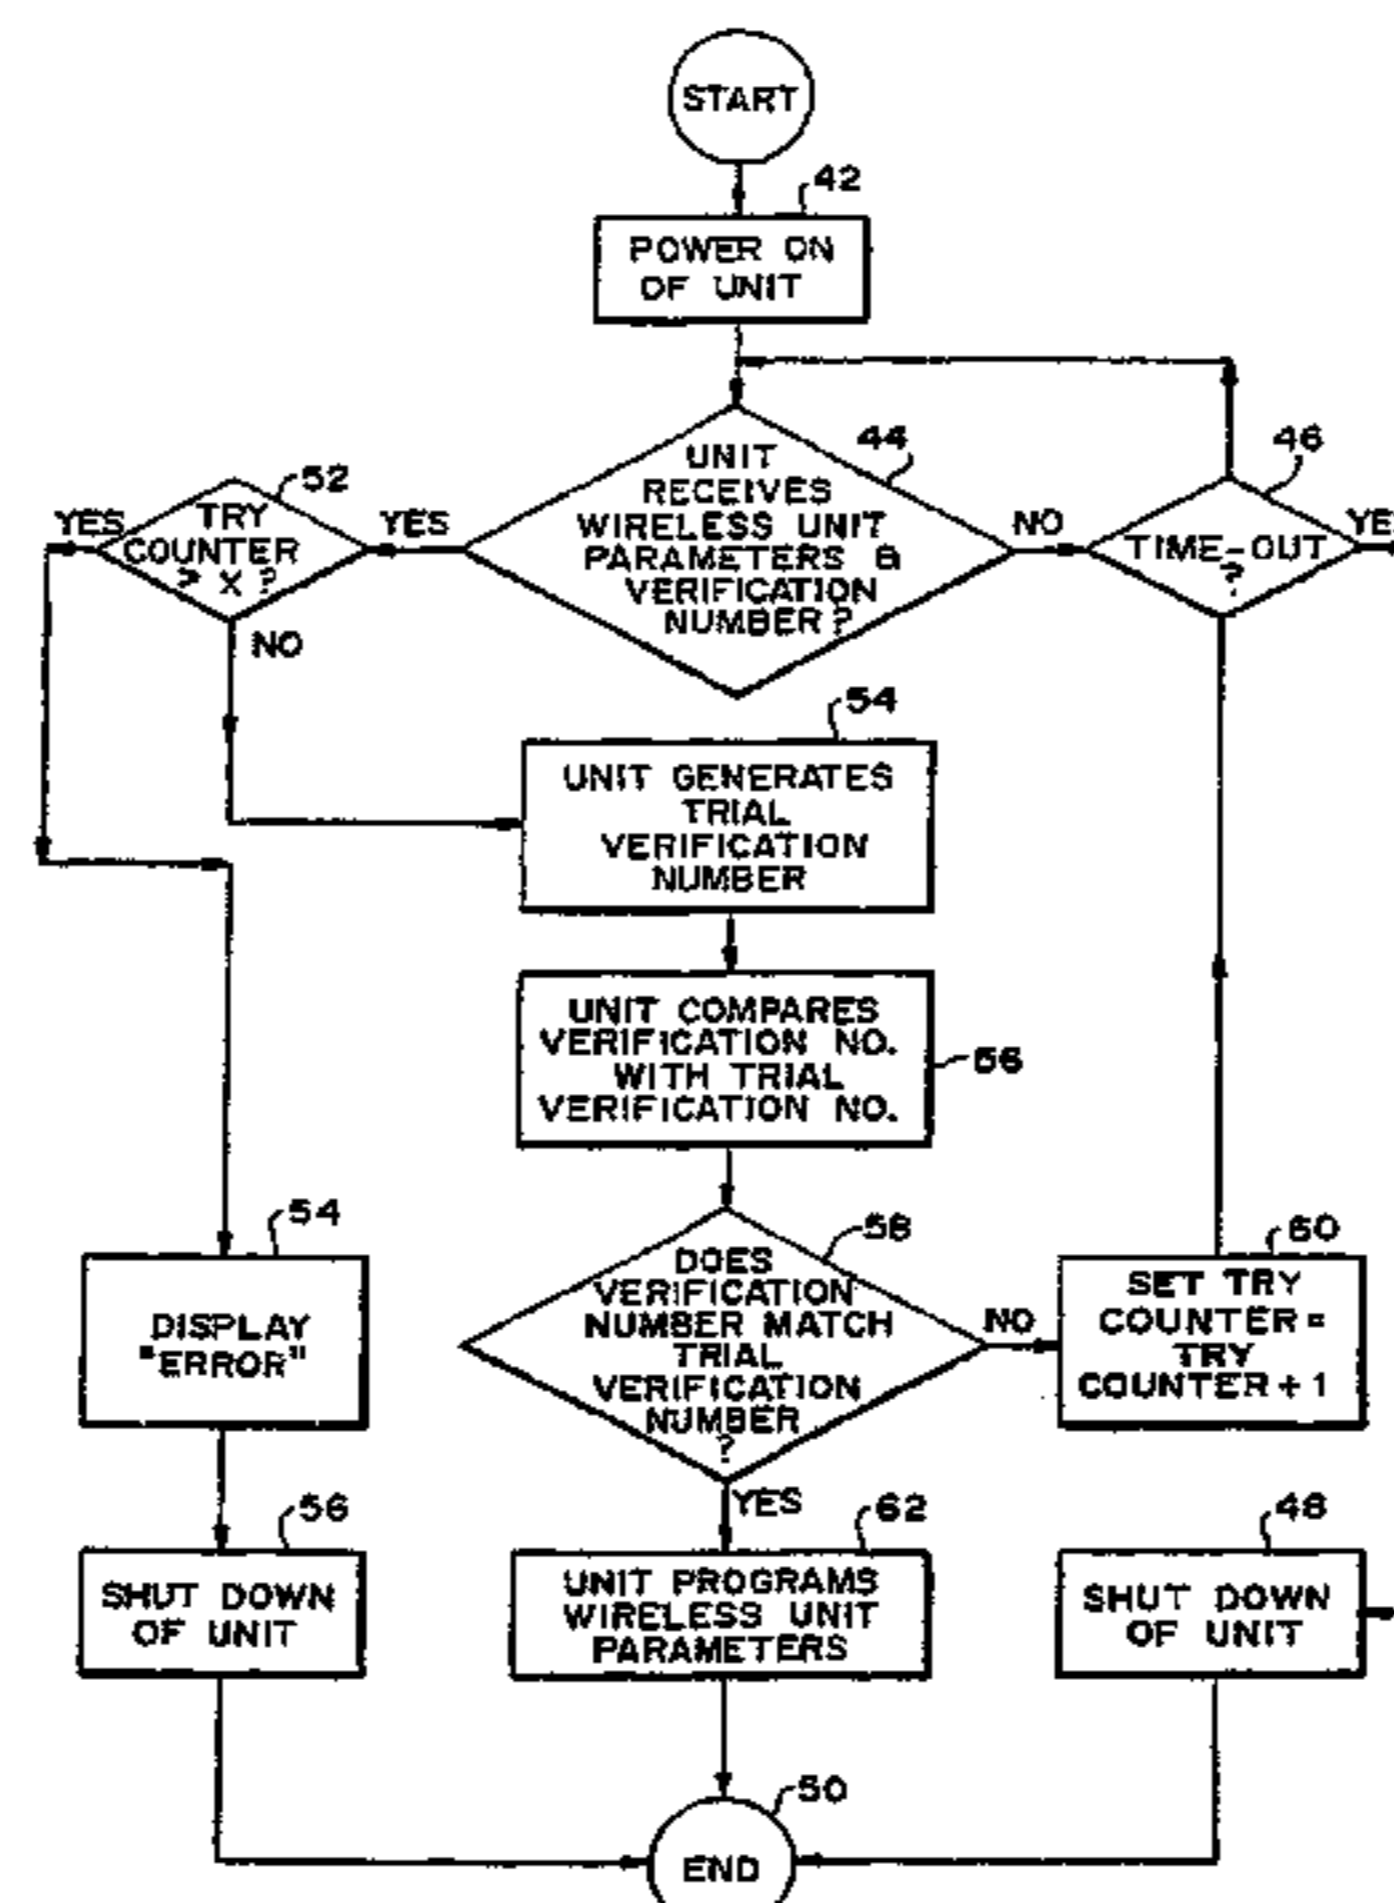 START
42
POWER ON
OF UNIT
44
UNIT
RECEIVES
WIRELESS UNIT
PARAMETERS &
VERIFICATION
NUMBER?
46
TIME-OUT
?
NO
YES
52
TRY
COUNTER
? X ?
YES
YES
NO
54
UNIT GENERATES
TRIAL
VERIFICATION
NUMBER
UNIT COMPARES
VERIFICATION NO.
WITH TRIAL
VERIFICATION NO.
56
58
DOES
VERIFICATION
NUMBER MATCH
TRIAL
VERIFICATION
NUMBER
?
NO
YES
60
SET TRY
COUNTER =
TRY
COUNTER + 1
54
DISPLAY
"ERROR"
56
SHUT DOWN
OF UNIT
62
UNIT PROGRAMS
WIRELESS UNIT
PARAMETERS
48
SHUT DOWN
OF UNIT
50
END